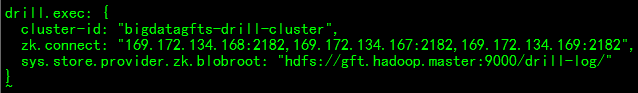 drill.exec: {
  cluster-id: "bigdatagfts-drill-cluster",
  zk.connect: "169.172.134.168:2182,169.172.134.167:2182,169.172.134.169:2182",
  sys.store.provider.zk.blobroot: "hdfs://gft.hadoop.master:9000/drill-log/"
}
~